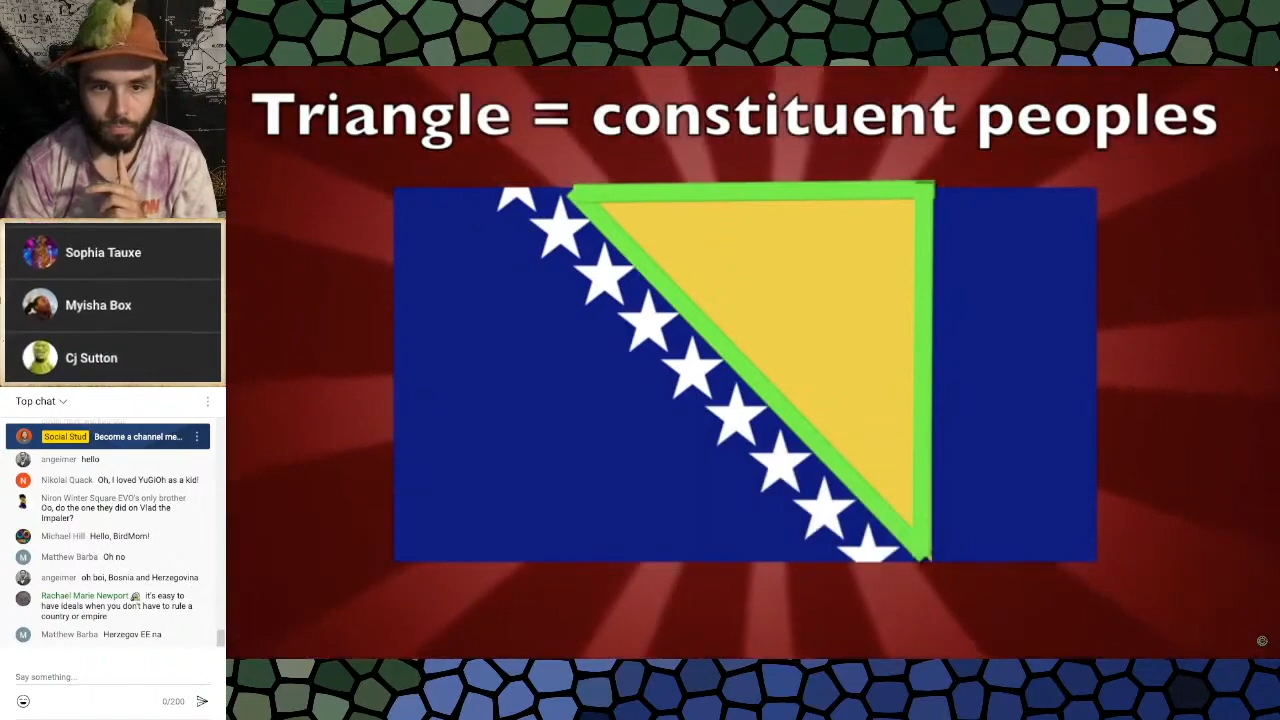 U S A
Triangle = constituent peoples
Sophia Tauxe
Myisha Box
Cj Sutton
Top chat
Social Stud Become a channel me...
angeimer hello
Nikolai Quack Oh, I loved YuGiOh as a kid!
Niron Winter Square EVO's only brother
Oo, do the one they did on Vlad the
Impaler?
Michael Hill Hello, BirdMom!
Matthew Barba Oh no
angeimer oh boi, Bosnia and Herzegovina
Rachael Marie Newport it's easy to
have ideals when you don't have to rule a
country or empire
Matthew Barba Herzegov EE na
Say something...
0/200